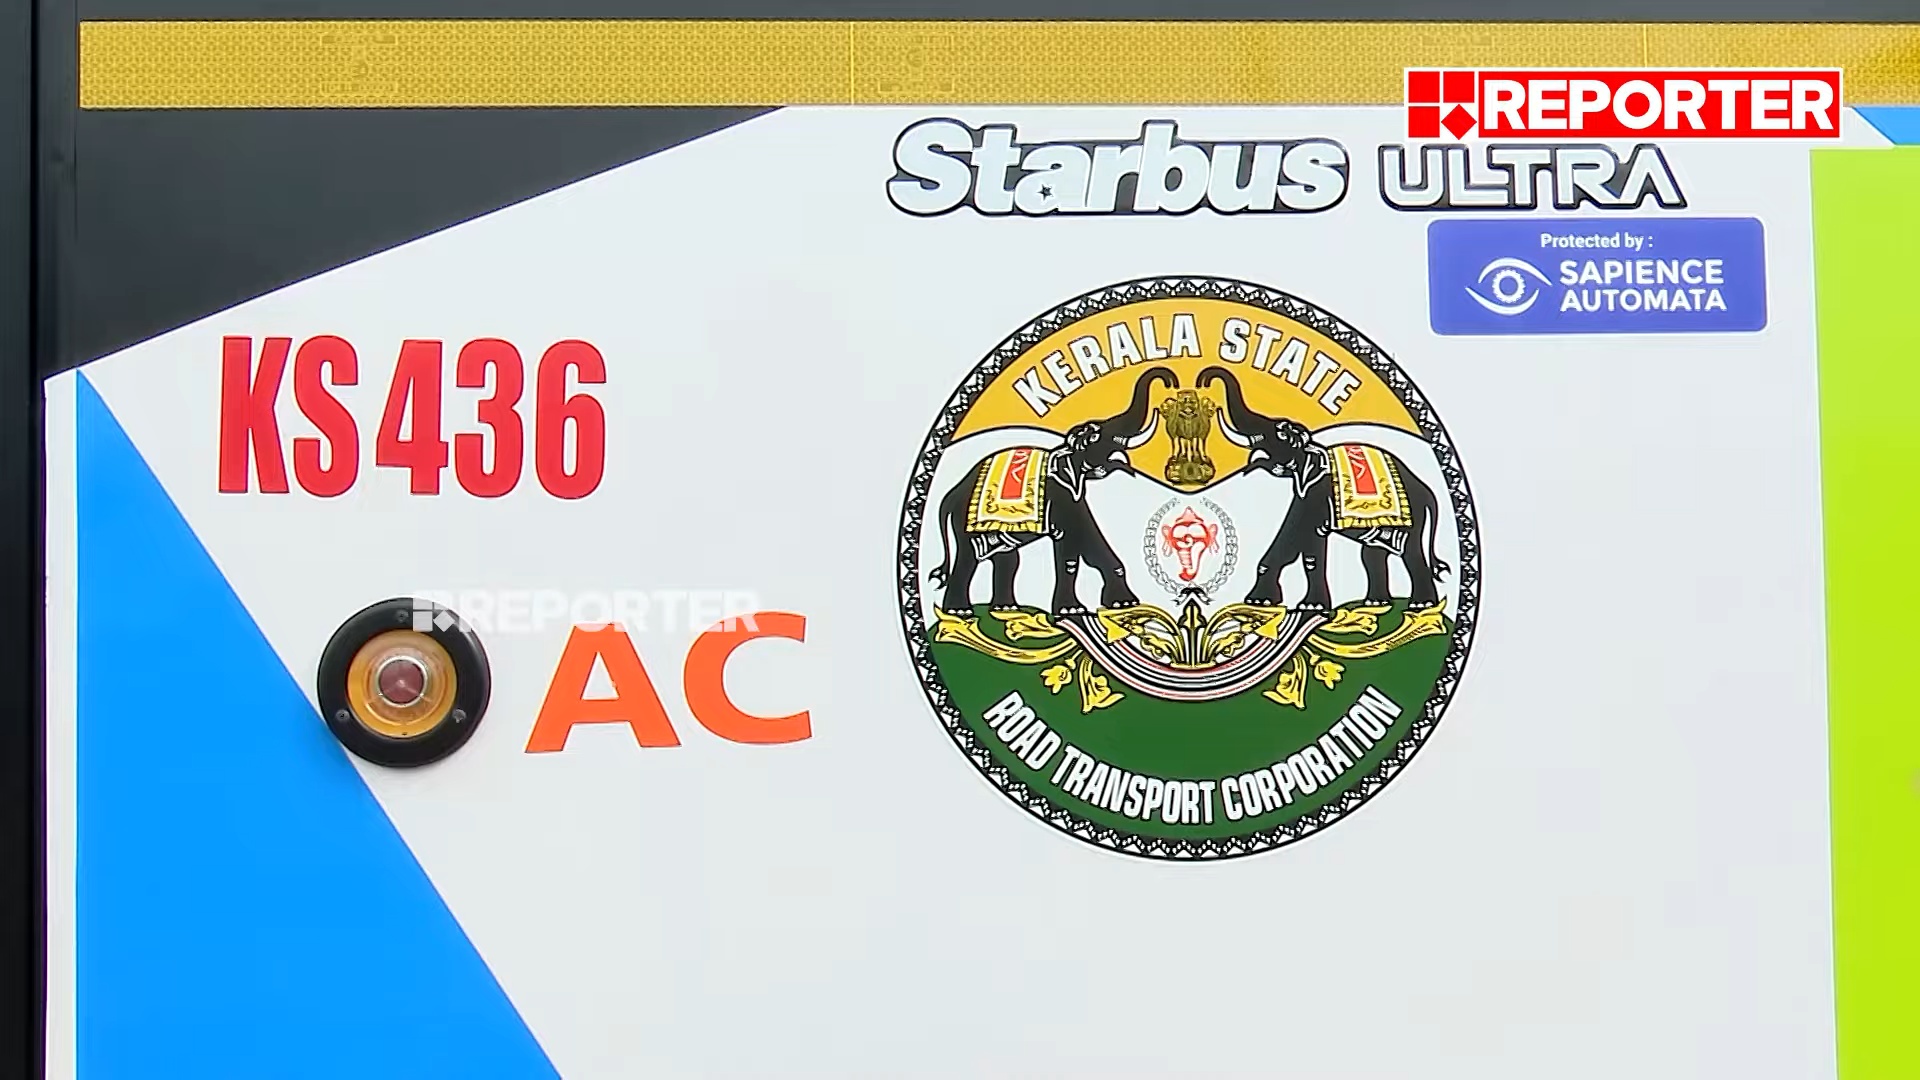 REPORTER
Starbus ULTRA
Protected by :
SAPIENCE
AUTOMATA
KS 436
KERALA STATE
REPORTER
AC
ROAD TRANSPORT CORPORATION